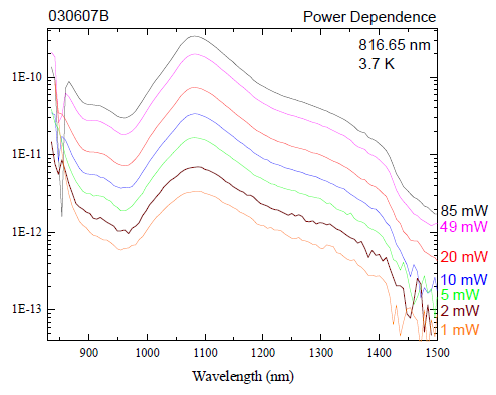 030607B
Power Dependence
816.65 nm
3.7 K
1E-10
1E-11
1E-12
1E-13
85 mW
49 mW
20 mW
10 mW
5 mW
2 mW
1 mW
900
1000
1100
1200
1300
1400
1500
Wavelength (nm)